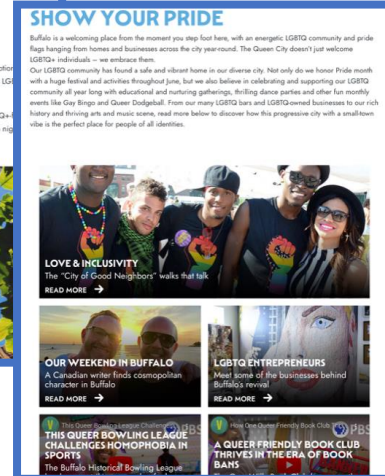 SHOW YOUR PRIDE
Buffalo is a welcoming place from the moment you step foot here, with an energetic LGBTQ community and pride
flags hanging from homes and businesses across the city year-round. The Queen City doesn't just welcome
LGBTQ+ individuals – we embrace them.
Our LGBTQ community has found a safe and vibrant home in our diverse city. Not only do we honor Pride month
with a huge festival and activities throughout June, but we also believe in celebrating and supporting our LGBTQ
community all year long with educational and nurturing gatherings, thrilling dance parties and other fun monthly
events like Gay Bingo and Queer Dodgeball. From our many LGBTQ bars and LGBTQ-owned businesses to our rich
history and thriving arts and music scene, read more below to discover how this progressive city with a small-town
vibe is the perfect place for people of all identities.
LOVE & INCLUSIVITY
The "City of Good Neighbors" walks that talk
READ MORE →
OUR WEEKEND IN BUFFALO
A Canadian writer finds cosmopolitan
character in Buffalo
READ MORE →
LGBTQ ENTREPRENEURS
Meet some of the businesses behind
Buffalo's revival
READ MORE →
This Queer Bowling League Challenges
PBS
THIS QUEER BOWLING LEAGUE
CHALLENGES HOMOPHOBIA IN
SPORTS
The Buffalo Historical Bowling League
How One Queer Friendly Book Club
PBS
A QUEER FRIENDLY BOOK CLUB
THRIVES IN THE ERA OF BOOK
BANS